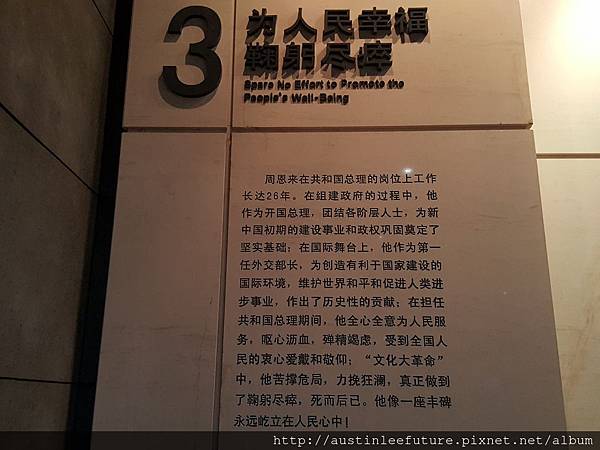 3
为人民幸福
鞠躬尽瘁
Spare No Effort to Promote the
People's Well-Being
周恩来在共和国总理的岗位上工作
长达26年。在组建政府的过程中，他
作为开国总理，团结各阶层人士，为新
中国初期的建设事业和政权巩固奠定了
坚实基础；在国际舞台上，他作为第一
任外交部长，为创造有利于国家建设的
国际环境，维护世界和平和促进人类进
步事业，作出了历史性的贡献；在担任
共和国总理期间，他全心全意为人民服
务，呕心沥血，殚精竭虑，受到全国人
民的衷心爱戴和敬仰；“文化大革命”
中，他苦撑危局，力挽狂澜，真正做到
了鞠躬尽瘁，死而后已。他像一座丰碑
永远屹立在人民心中！
http://austinleefuture.pixnet.net/album